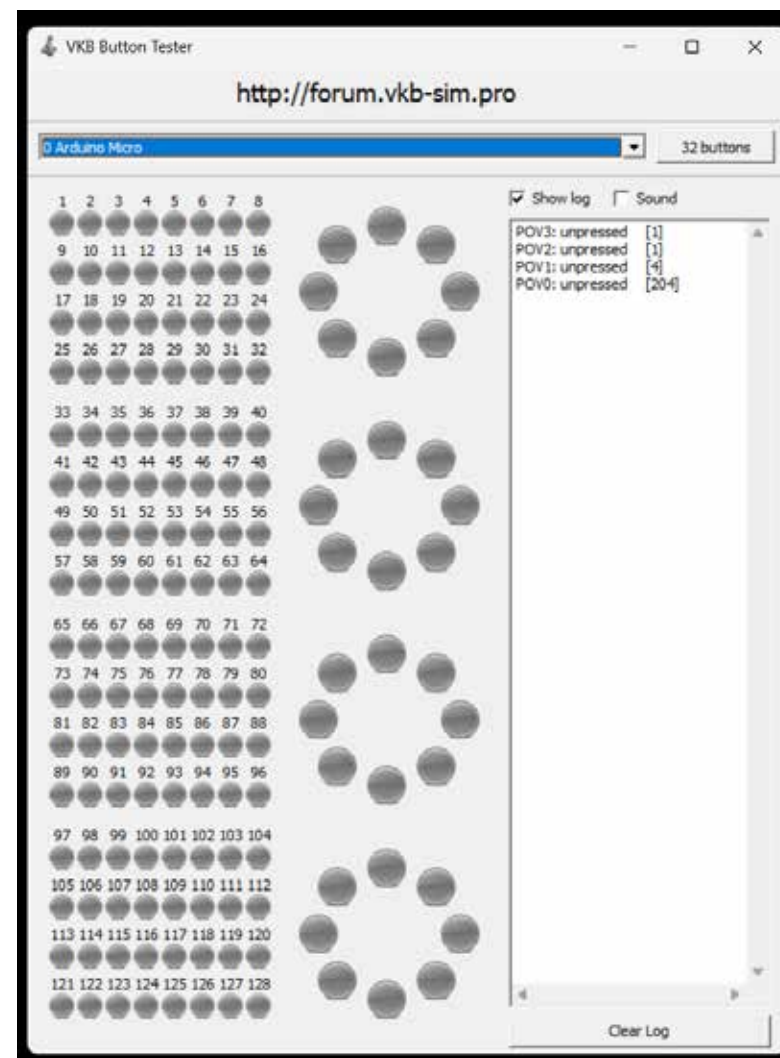 VKB Button Tester
http://forum.vkb-sim.pro
0 Arduino Micro
32 buttons
Show log Sound
1 2 3 4 5 6 7 8
9 10 11 12 13 14 15 16
17 18 19 20 21 22 23 24
25 26 27 28 29 30 31 32
33 34 35 36 37 38 39 40
41 42 43 44 45 46 47 48
49 50 51 52 53 54 55 56
57 58 59 60 61 62 63 64
65 66 67 68 69 70 71 72
73 74 75 76 77 78 79 80
81 82 83 84 85 86 87 88
89 90 91 92 93 94 95 96
97 98 99 100 101 102 103 104
105 106 107 108 109 110 111 112
113 114 115 116 117 118 119 120
121 122 123 124 125 126 127 128
POV3: unpressed [1]
POV2: unpressed [1]
POV1: unpressed [4]
POV0: unpressed [204]
Clear Log